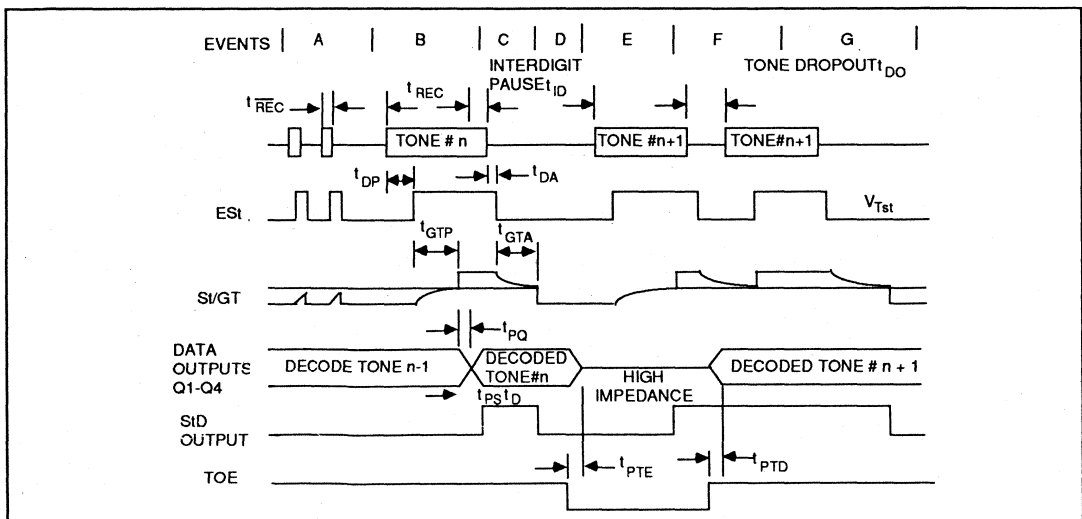 EVENTS | A | B | C | D | E | F | G |
INTERDIGIT
PAUSE tID
TONE DROPOUT tDO
tREC
tREC
TONE # n
TONE #n+1
TONE#n+1
tDP
tDA
ESt
VTst
tGTP
tGTA
St/GT
tPQ
DATA
OUTPUTS
Q1-Q4
DECODE TONE n-1
DECODED
TONE#n
HIGH
IMPEDANCE
DECODED TONE # n + 1
tPStD
StD
OUTPUT
tPTE
tPTD
TOE